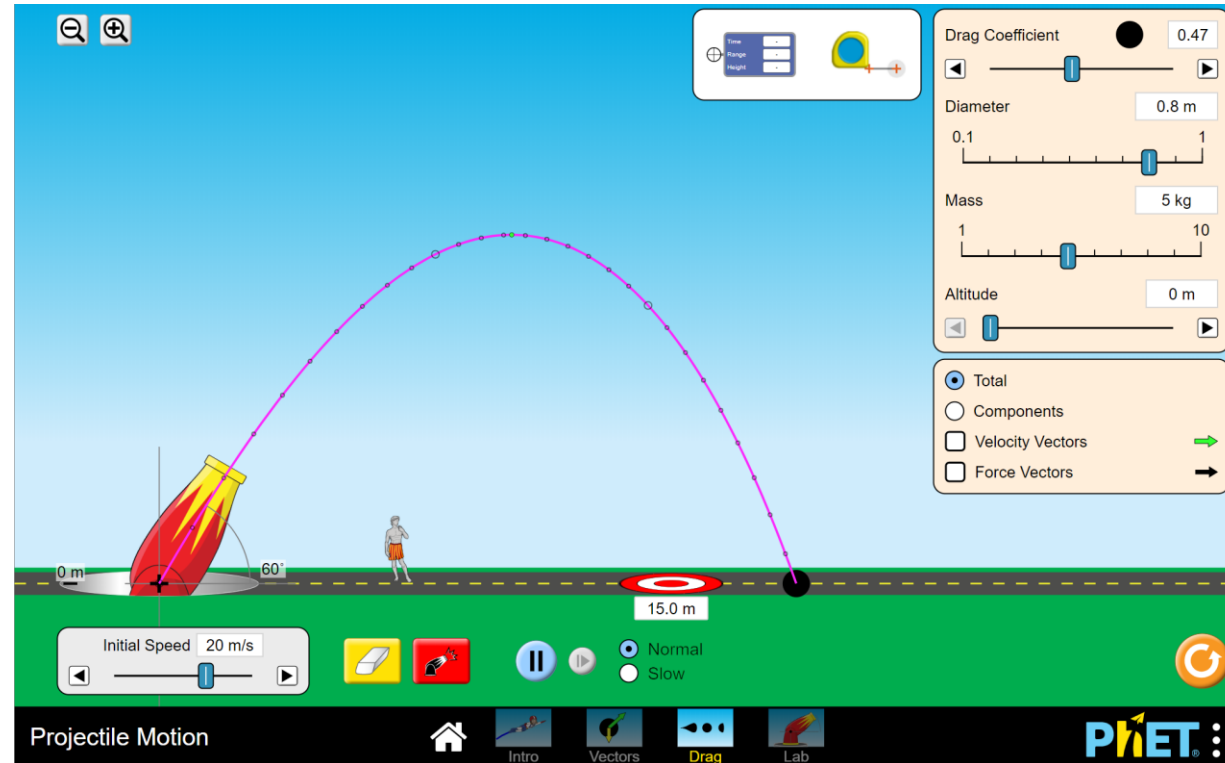 Time
Range
Height
Drag Coefficient 0.47
Diameter 0.8 m
0.1 1
Mass 5 kg
1 10
Altitude 0 m
Total
Components
Velocity Vectors
Force Vectors
0 m
60°
15.0 m
Initial Speed 20 m/s
Normal
Slow
Projectile Motion
Intro
Vectors
Drag
Lab
PhET